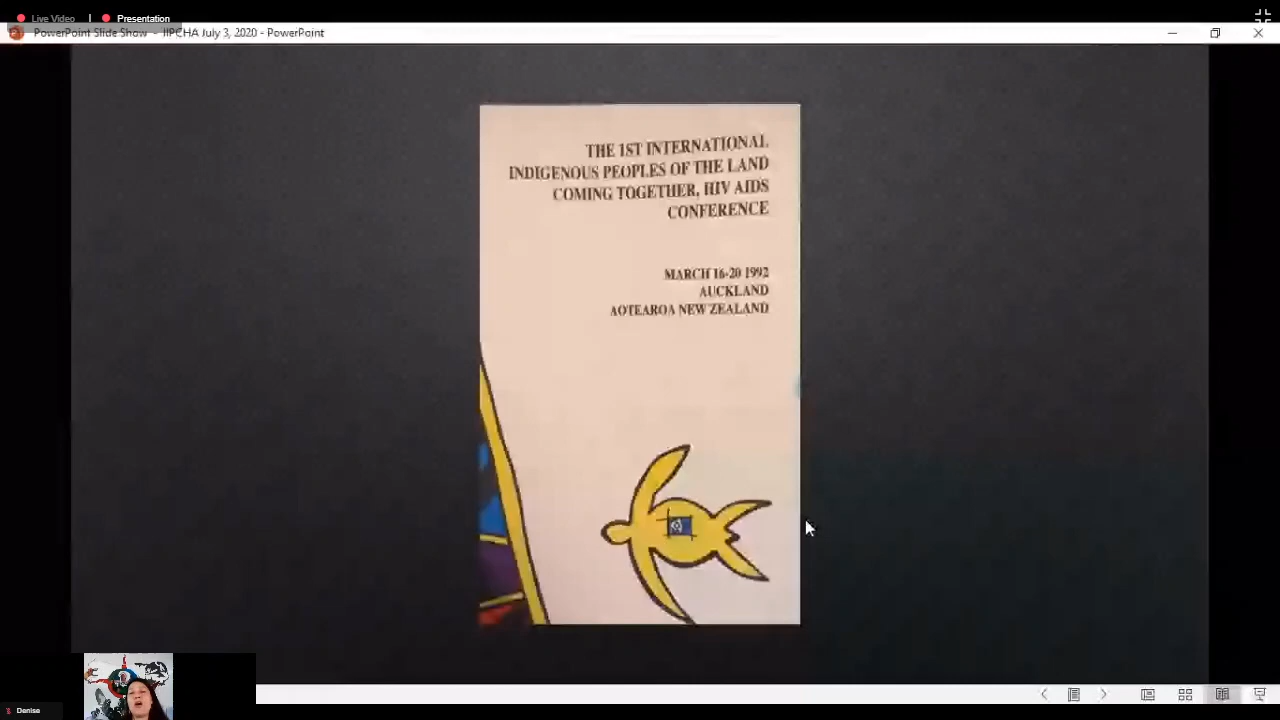 Live Video | Presentation
PowerPoint Slide Show - IIPCHA July 3, 2020 - PowerPoint
THE 1ST INTERNATIONAL
INDIGENOUS PEOPLES OF THE LAND
COMING TOGETHER, HIV AIDS
CONFERENCE
MARCH 16-20 1992
AUCKLAND
AOTEAROA NEW ZEALAND
Denise